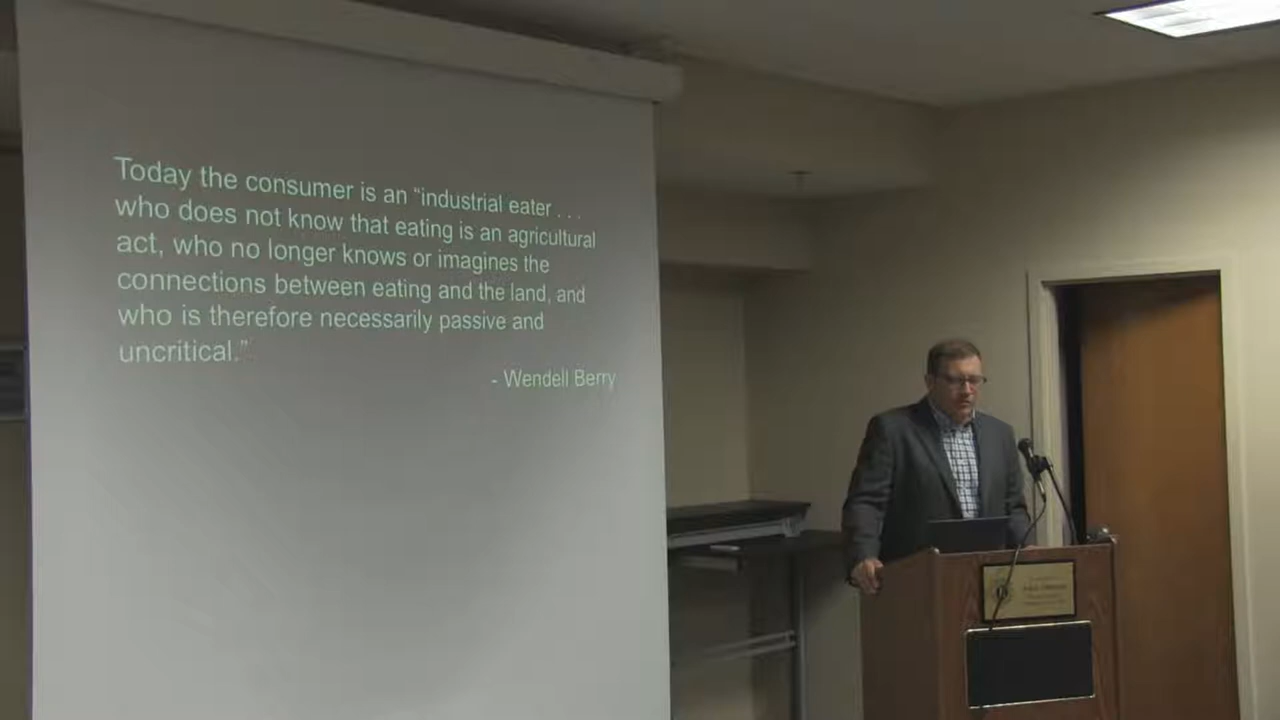 Today the consumer is an “industrial eater . . .
who does not know that eating is an agricultural
act, who no longer knows or imagines the
connections between eating and the land, and
who is therefore necessarily passive and
uncritical.”
- Wendell Berry